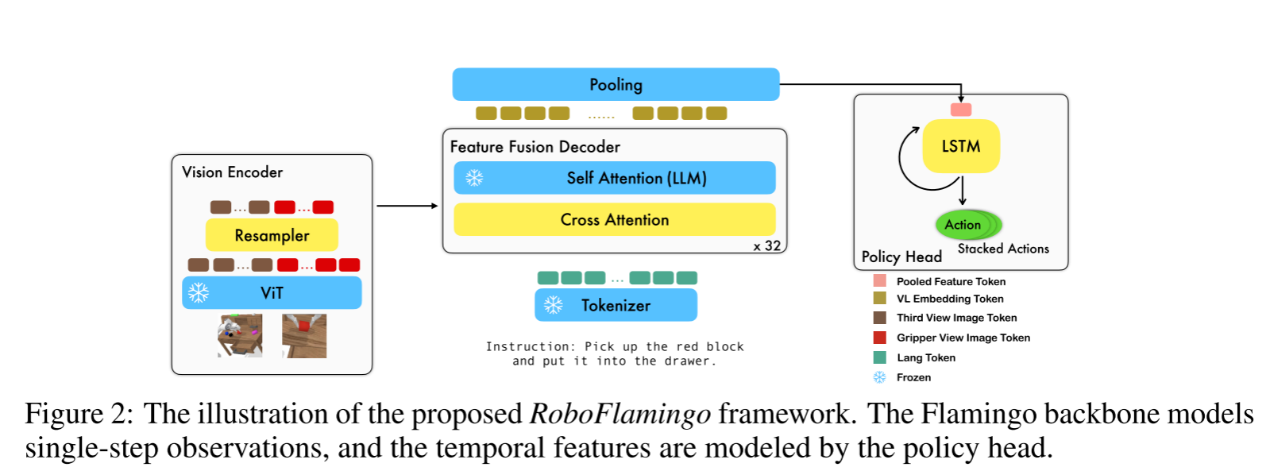 Pooling
......
Feature Fusion Decoder
Self Attention (LLM)
Cross Attention
x 32
Vision Encoder
... ...
Resampler
... ...
ViT
...
Tokenizer
Instruction: Pick up the red block
and put it into the drawer.
LSTM
Action
Stacked Actions
Policy Head
Pooled Feature Token
VL Embedding Token
Third View Image Token
Gripper View Image Token
Lang Token
Frozen
Figure 2: The illustration of the proposed RoboFlamingo framework. The Flamingo backbone models
single-step observations, and the temporal features are modeled by the policy head.